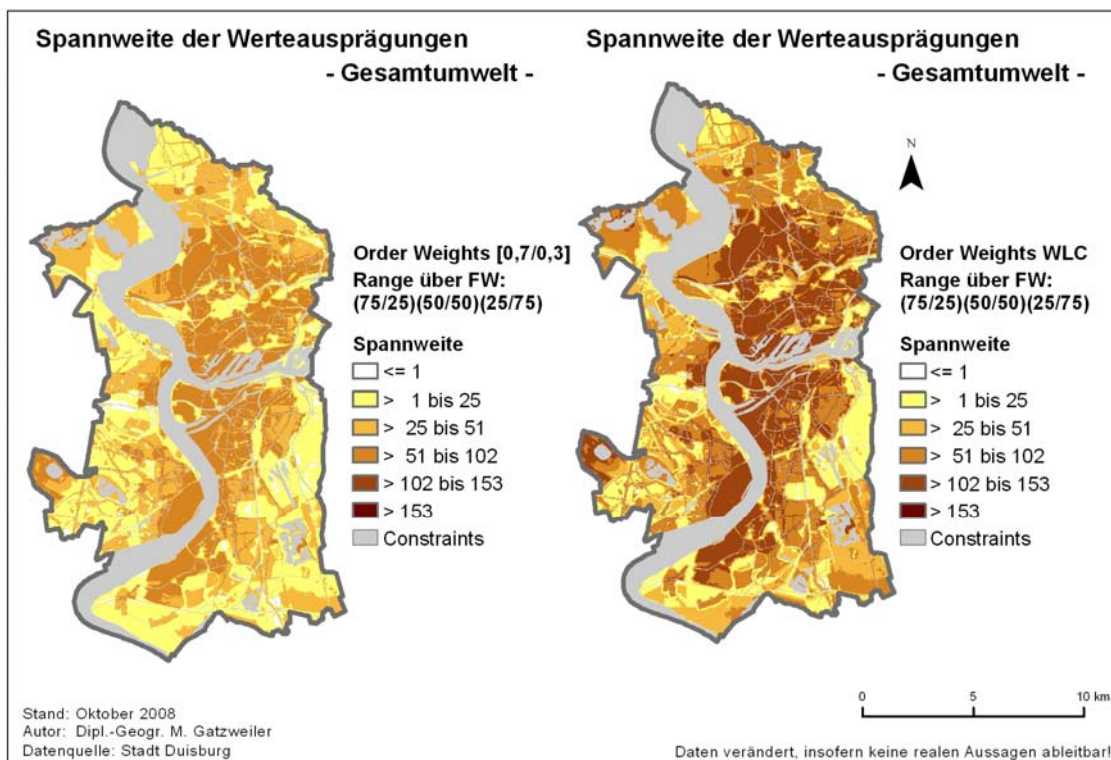 Spannweite der Werteausprägungen
- Gesamtumwelt -
Order Weights [0,7/0,3]
Range über FW:
(75/25)(50/50)(25/75)
Spannweite
<= 1
> 1 bis 25
> 25 bis 51
> 51 bis 102
> 102 bis 153
> 153
Constraints
Stand: Oktober 2008
Autor: Dipl.-Geogr. M. Gatzweiler
Datenquelle: Stadt Duisburg
Spannweite der Werteausprägungen
- Gesamtumwelt -
N
Order Weights WLC
Range über FW:
(75/25)(50/50)(25/75)
Spannweite
<= 1
> 1 bis 25
> 25 bis 51
> 51 bis 102
> 102 bis 153
> 153
Constraints
0 5 10 km
Daten verändert, insofern keine realen Aussagen ableitbar!